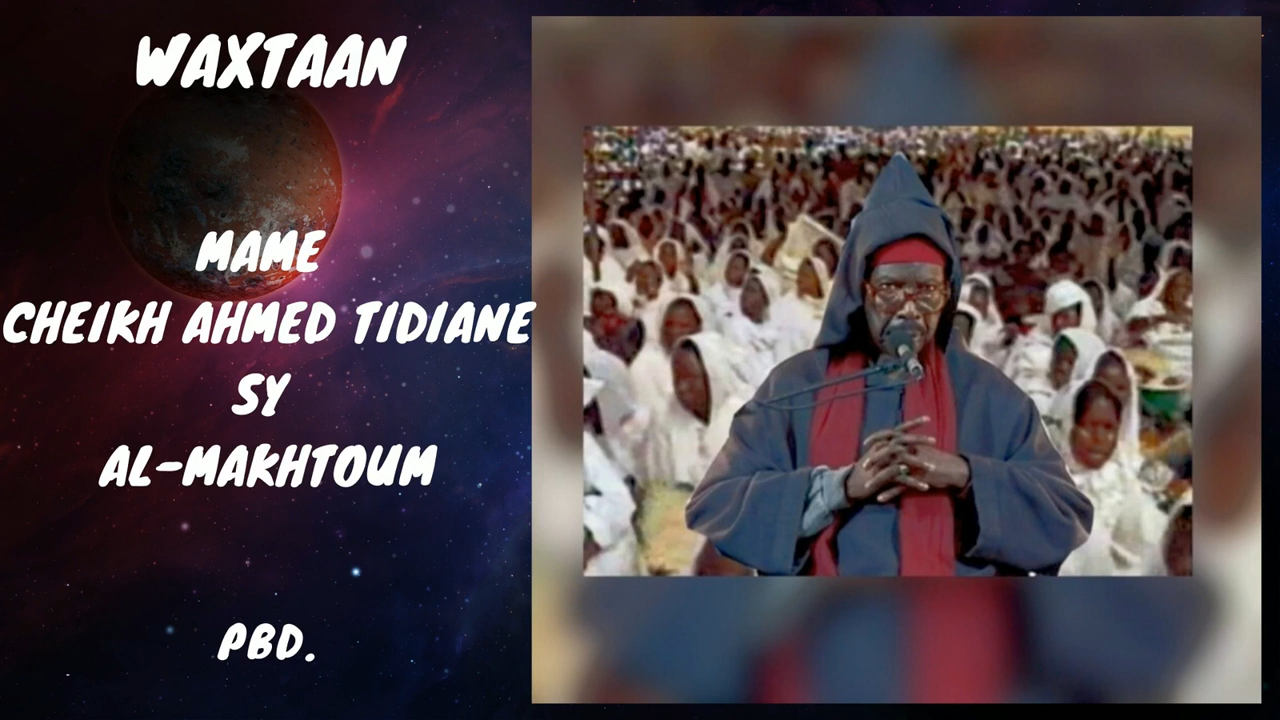 WAXTAAN
MAME
CHEIKH AHMED TIDIANE
SY
AL-MAKHTOUM
PBD.